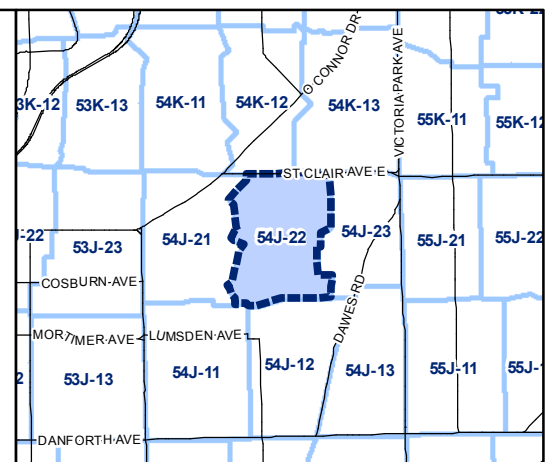 O CONNOR DR
VICTORIA PARK AVE
3K-12
53K-13
54K-11
54K-12
54K-13
55K-11
55K-12
ST CLAIR AVE E
-22
53J-23
54J-21
54J-22
54J-23
55J-21
55J-22
COSBURN AVE
DAWES RD
MORTIMER AVE
LUMSDEN AVE
2
53J-13
54J-11
54J-12
54J-13
55J-11
55J-1
DANFORTH AVE